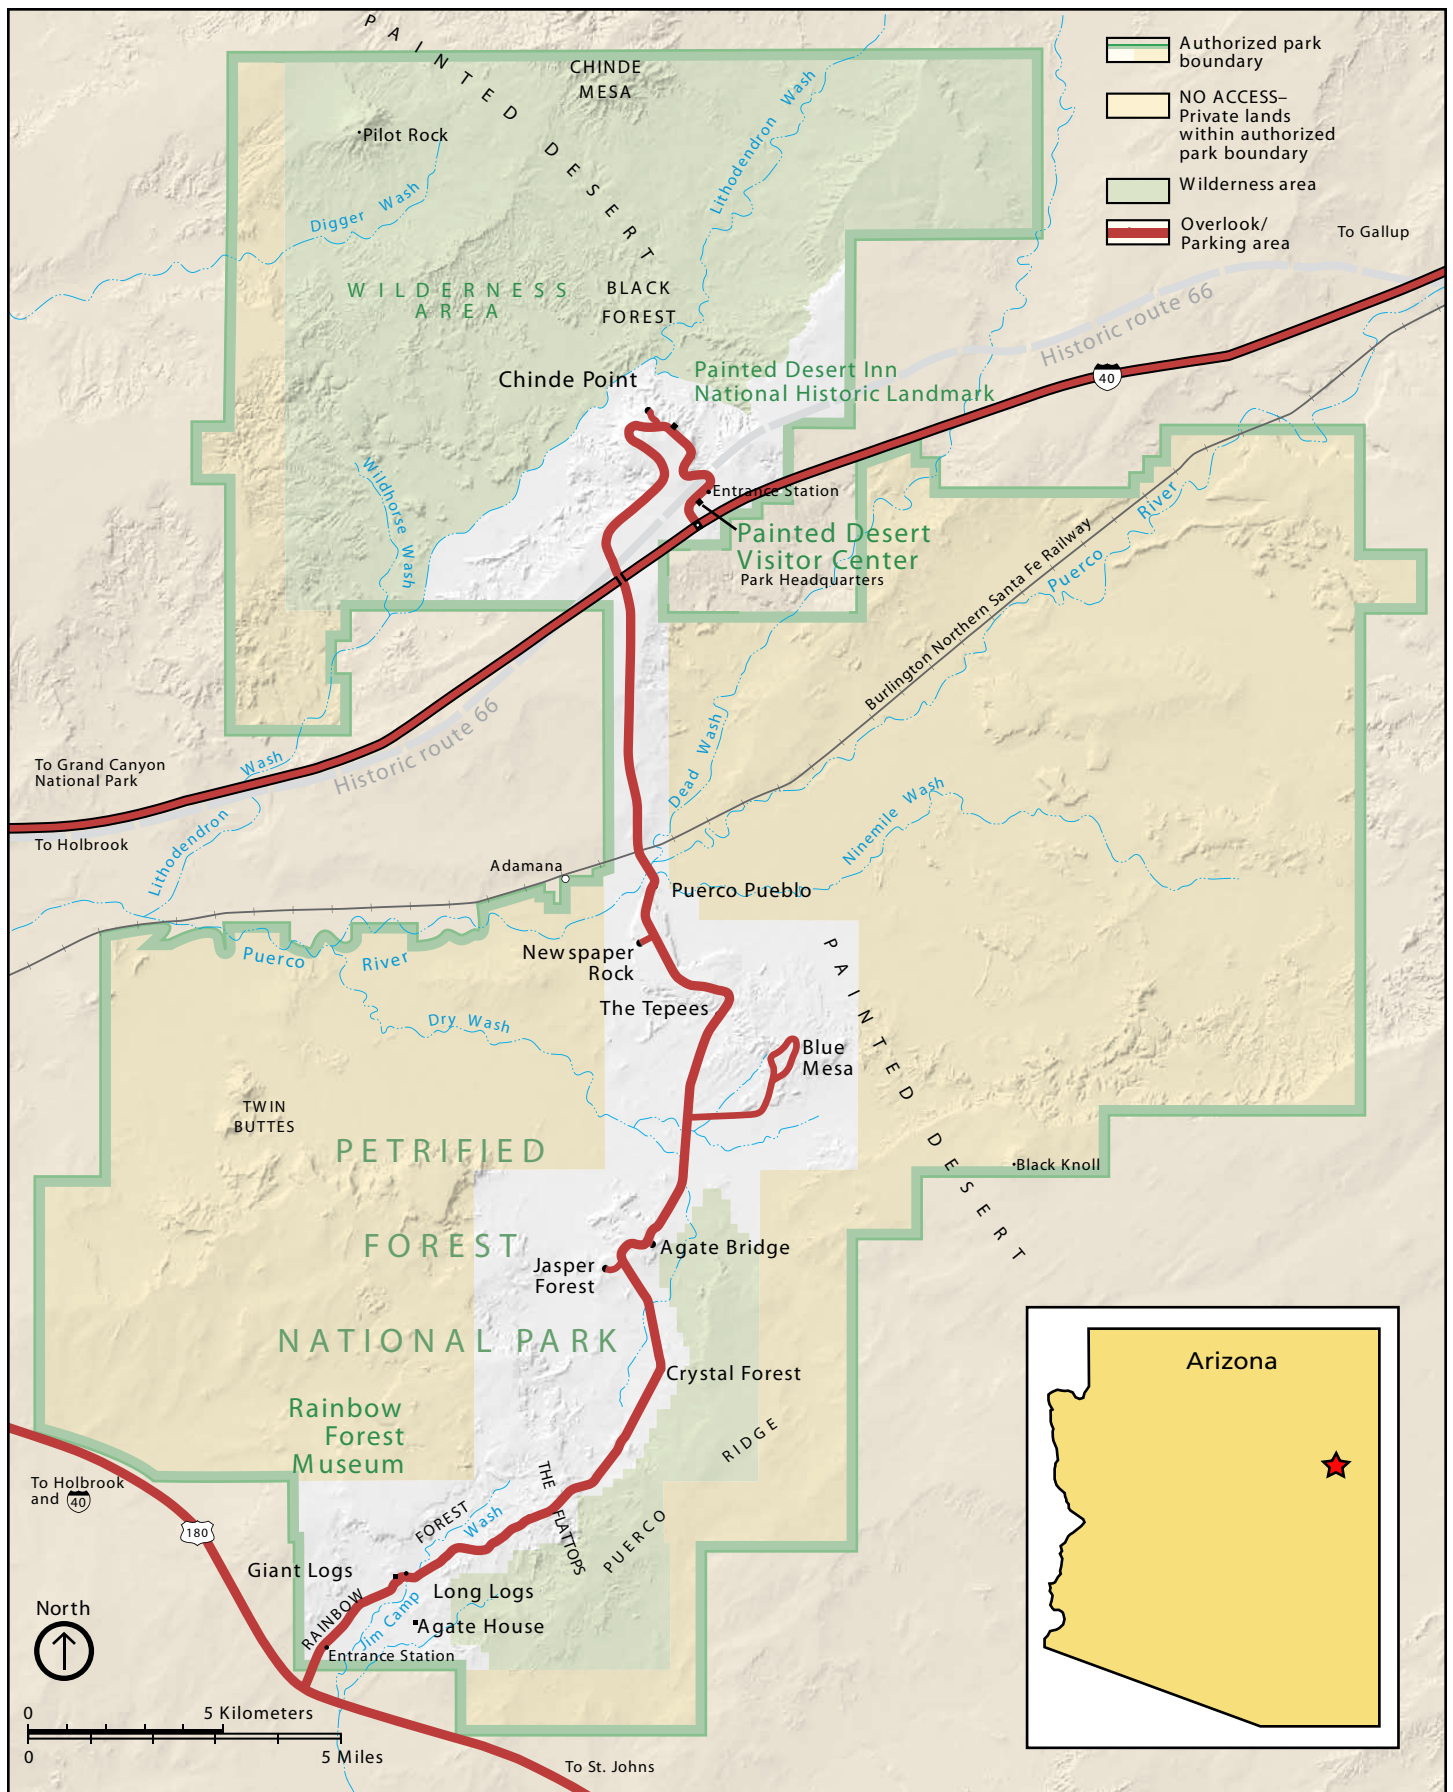 PAINTED DESERT
CHINDE
MESA
Pilot Rock
Digger Wash
Lithodendron Wash
WILDERNESS
AREA
BLACK
FOREST
Authorized park
boundary
NO ACCESS–
Private lands
within authorized
park boundary
Wilderness area
Overlook/
Parking area
To Gallup
Historic route 66
40
Painted Desert Inn
National Historic Landmark
Chinde Point
Wildhorse Wash
Entrance Station
Painted Desert
Visitor Center
Park Headquarters
Burlington Northern Santa Fe Railway
Puerco River
To Grand Canyon
National Park
Historic route 66
To Holbrook
Lithodendron Wash
Dead Wash
Ninemile Wash
Adamana
Puerco Pueblo
Puerco River
Newspaper
Rock
The Tepees
Dry Wash
Blue
Mesa
PAINTED DESERT
TWIN
BUTTES
Black Knoll
PETRIFIED
FOREST
NATIONAL PARK
Agate Bridge
Jasper
Forest
Crystal Forest
Rainbow
Forest
Museum
PUERCO RIDGE
THE FLATTOPS
To Holbrook
and 40
180
RAINBOW FOREST
Jim Camp Wash
Giant Logs
Long Logs
Agate House
Entrance Station
North
0 5 Kilometers
0 5 Miles
To St. Johns
Arizona